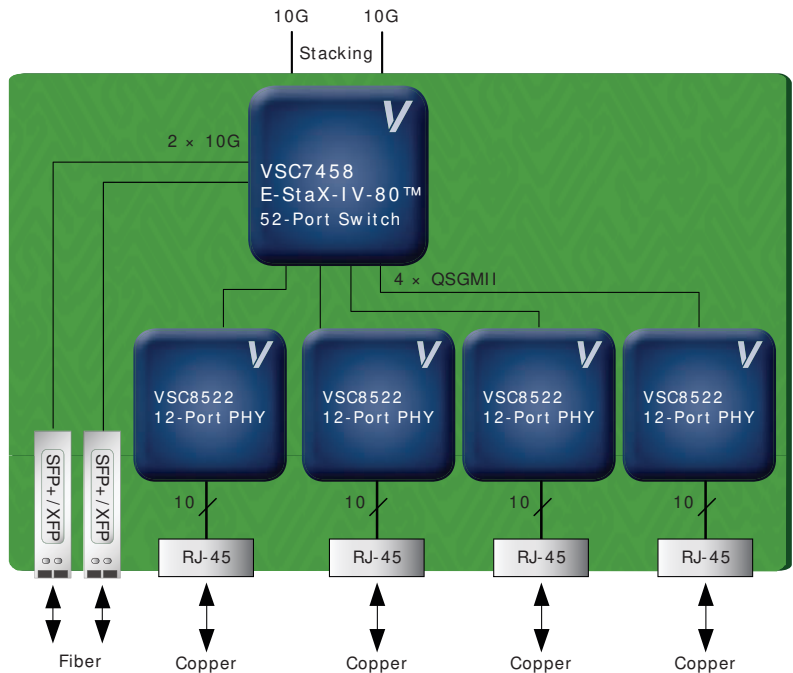 10G 10G
Stacking
2 × 10G
VSC7458
E-StaX-IV-80™
52-Port Switch
4 × QSGMII
VSC8522
12-Port PHY
VSC8522
12-Port PHY
VSC8522
12-Port PHY
VSC8522
12-Port PHY
SFP+ / XFP
SFP+ / XFP
10 10 10 10
RJ-45 RJ-45 RJ-45 RJ-45
Fiber Copper Copper Copper Copper